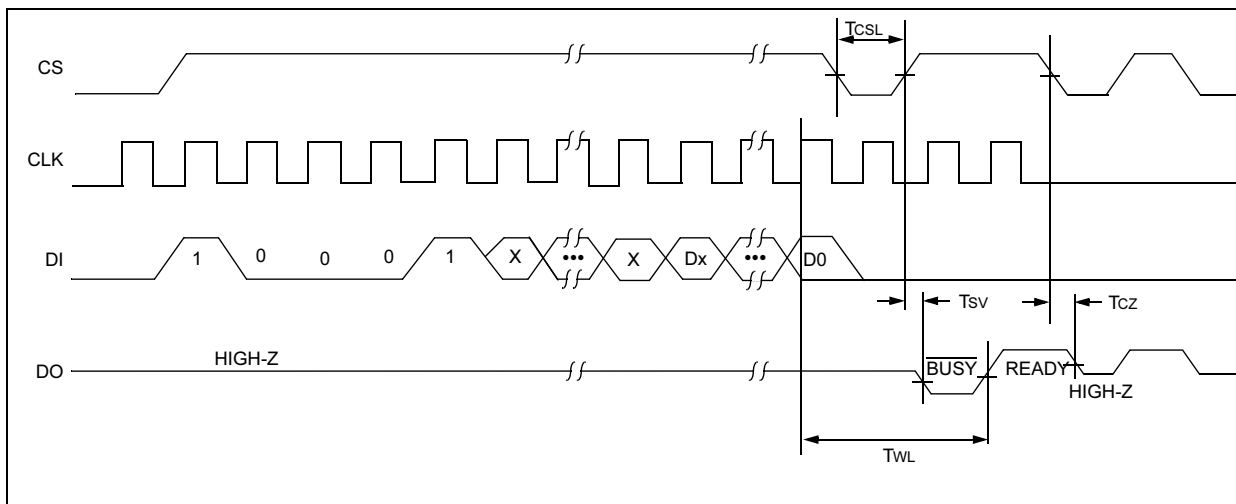 TCSL
CS
CLK
DI
1 0 0 0 1 X ••• X Dx ••• D0
TSV
TCZ
DO
HIGH-Z
BUSY
READY
HIGH-Z
TWL